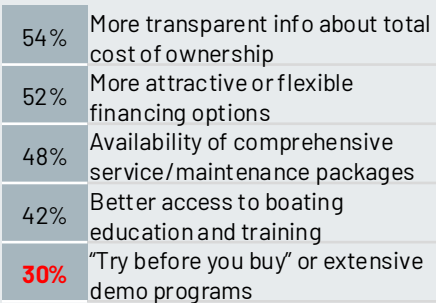 54%
More transparent info about total
cost of ownership
52%
More attractive or flexible
financing options
48%
Availability of comprehensive
service/maintenance packages
42%
Better access to boating
education and training
30%
“Try before you buy” or extensive
demo programs